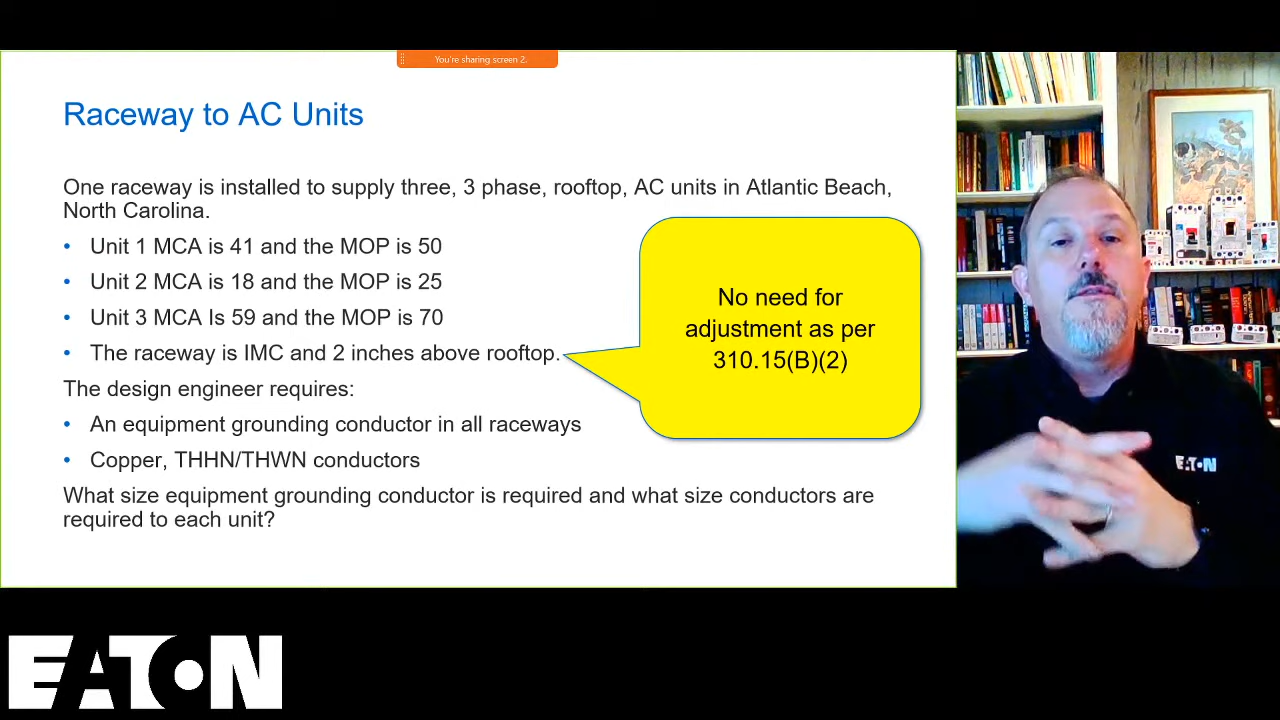 You're sharing screen 2.
Raceway to AC Units
One raceway is installed to supply three, 3 phase, rooftop, AC units in Atlantic Beach,
North Carolina.
• Unit 1 MCA is 41 and the MOP is 50
• Unit 2 MCA is 18 and the MOP is 25
• Unit 3 MCA Is 59 and the MOP is 70
• The raceway is IMC and 2 inches above rooftop.
The design engineer requires:
• An equipment grounding conductor in all raceways
• Copper, THHN/THWN conductors
What size equipment grounding conductor is required and what size conductors are
required to each unit?
No need for
adjustment as per
310.15(B)(2)
EATON
EATON